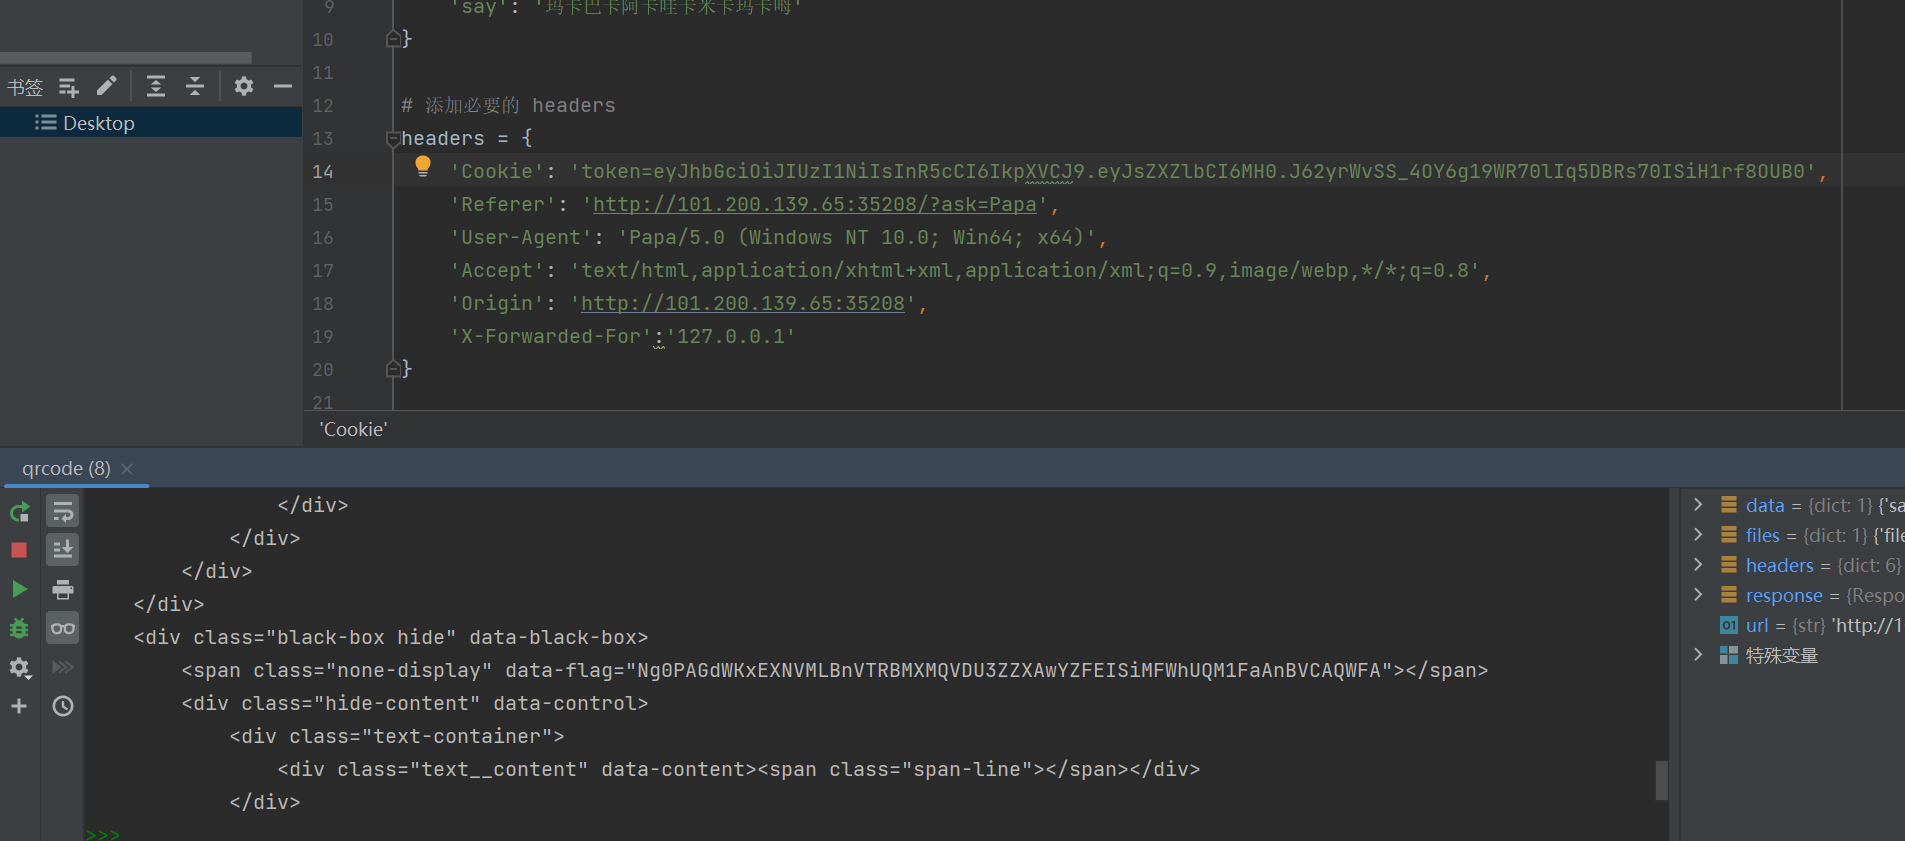 9 'say': '玛卡巴卡阿卡哇卡米卡玛卡呣'
10 }
11
12 # 添加必要的 headers
13 headers = {
14 'Cookie': 'token=eyJhbGciOiJIUzI1NiIsInR5cCI6IkpXVCJ9.eyJsZXZlbCI6MH0.J62yrWvSS_4OY6g19WR70lIq5DBRs70ISiH1rf8OUB0',
15 'Referer': 'http://101.200.139.65:35208/?ask=Papa',
16 'User-Agent': 'Papa/5.0 (Windows NT 10.0; Win64; x64)',
17 'Accept': 'text/html,application/xhtml+xml,application/xml;q=0.9,image/webp,*/*;q=0.8',
18 'Origin': 'http://101.200.139.65:35208',
19 'X-Forwarded-For':'127.0.0.1'
20 }
21
书签
Desktop
'Cookie'
qrcode (8)
</div>
</div>
</div>
</div>
<div class="black-box hide" data-black-box>
<span class="none-display" data-flag="Ng0PAGdWKxEXNVMLBnVTRBMXMQVDU3ZZXAwYZFEISiMFWhUQM1FaAnBVCAQWFA"></span>
<div class="hide-content" data-control>
<div class="text-container">
<div class="text__content" data-content><span class="span-line"></span></div>
</div>
>>>
data = {dict: 1} {'sa
files = {dict: 1} {'file
headers = {dict: 6}
response = {Respo
01 url = {str} 'http://1
特殊变量